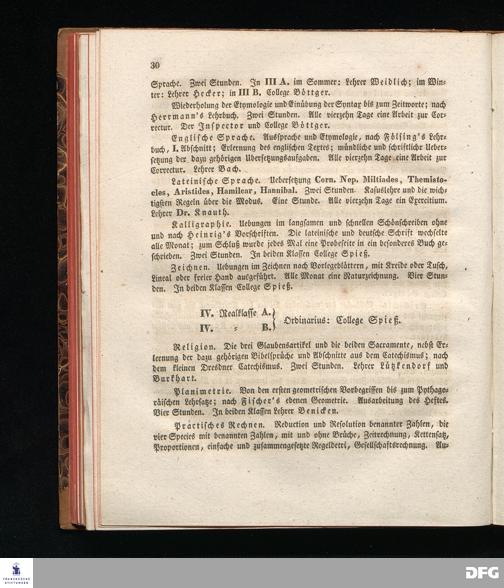 30
Sprache. Zwei Stunden. In III A. im Sommer: Lehrer Weidlich; im Win-
ter: Lehrer Hecker; in III B. College Böttger.
Wiederholung der Etymologie und Einübung der Syntax bis zum Zeitworte; nach
Herrmann's Lehrbuch. Zwei Stunden. Alle vierzehn Tage eine Arbeit zur Cor-
rectur. Der Inspector und College Böttger.
Englische Sprache. Aussprache und Etymologie, nach Fölsing's Lehr-
buch, I. Abschnitt; Erlernung des englischen Textes; mündliche und schriftliche Ueber-
setzung der dazu gehörigen Uebersetzungsaufgaben. Alle vierzehn Tage eine Arbeit zur
Correctur. Lehrer Bach.
Lateinische Sprache. Uebersetzung Corn. Nep. Miltiades, Themisto-
cles, Aristides, Hamilcar, Hannibal. Zwei Stunden. Kasuslehre und die wich-
tigsten Regeln über die Modus. Eine Stunde. Alle vierzehn Tage ein Exercitium.
Lehrer Dr. Knauth.
Kalligraphie. Uebungen im langsamen und schnellen Schönschreiben ohne
und nach Heinrig's Vorschriften. Die lateinische und deutsche Schrift wechselte
alle Monat; zum Schluß wurde jedes Mal eine Probeseite in ein besonderes Buch ge-
schrieben. Zwei Stunden. In beiden Klassen College Spieß.
Zeichnen. Uebungen im Zeichnen nach Vorlegeblättern, mit Kreide oder Tusch,
Lineal oder freier Hand ausgeführt. Alle Monat eine Naturzeichnung. Vier Stun-
den. In beiden Klassen College Spieß.
IV. Realklasse A.
IV. " B.
Ordinarius: College Spieß.
Religion. Die drei Glaubensartikel und die beiden Sacramente, nebst Er-
lernung der dazu gehörigen Bibelsprüche und Abschnitte aus dem Catechismus; nach
dem kleinen Dresdner Catechismus. Zwei Stunden. Lehrer Lützkendorf und
Burkhart.
Planimetrie. Von den ersten geometrischen Vorbegriffen bis zum Pythago-
räischen Lehrsatze; nach Fischer's ebenen Geometrie. Ausarbeitung des Heftes.
Vier Stunden. In beiden Klassen Lehrer Benicken.
Practisches Rechnen. Reduction und Resolution benannter Zahlen, die
vier Species mit benannten Zahlen, mit und ohne Brüche, Zeitrechnung, Kettensatz,
Proportionen, einfache und zusammengesetzte Regeldetri, Gesellschaftsrechnung. Au-
FRANCKESCHE
STIFTUNGEN
DFG